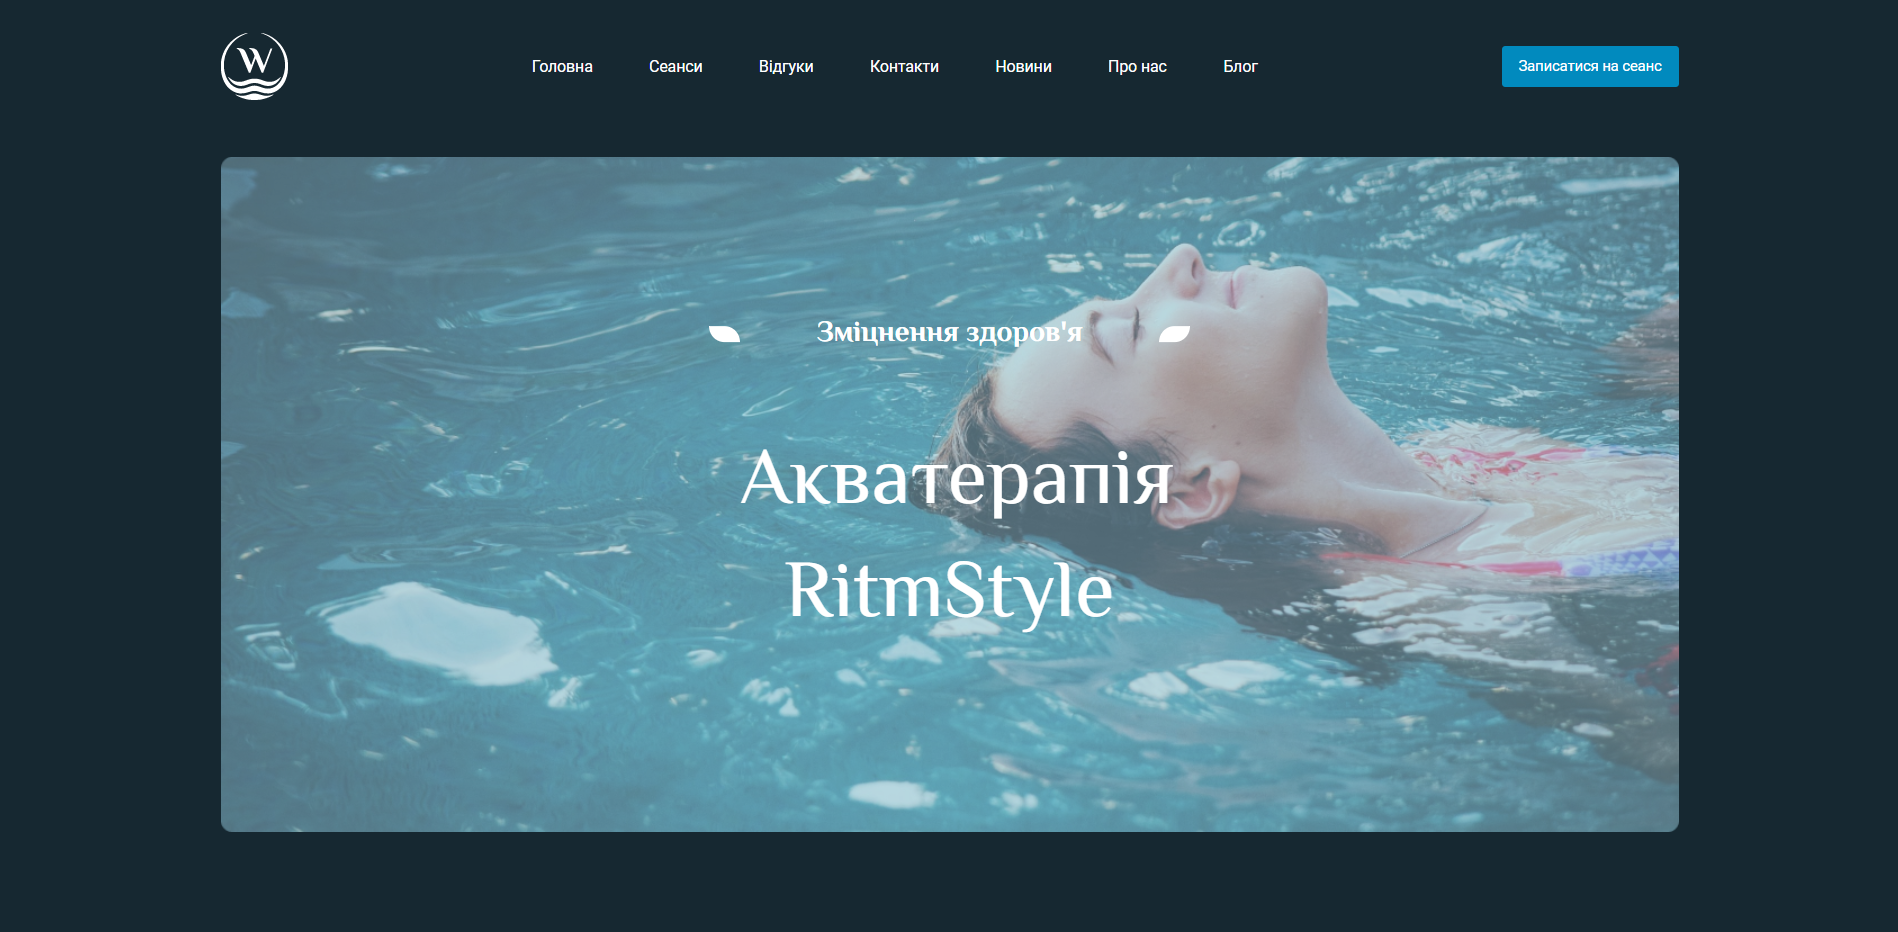 W
Головна Сеанси Відгуки Контакти Новини Про нас Блог
Записатися на сеанс
Зміцнення здоров'я
Акватерапія
RitmStyle